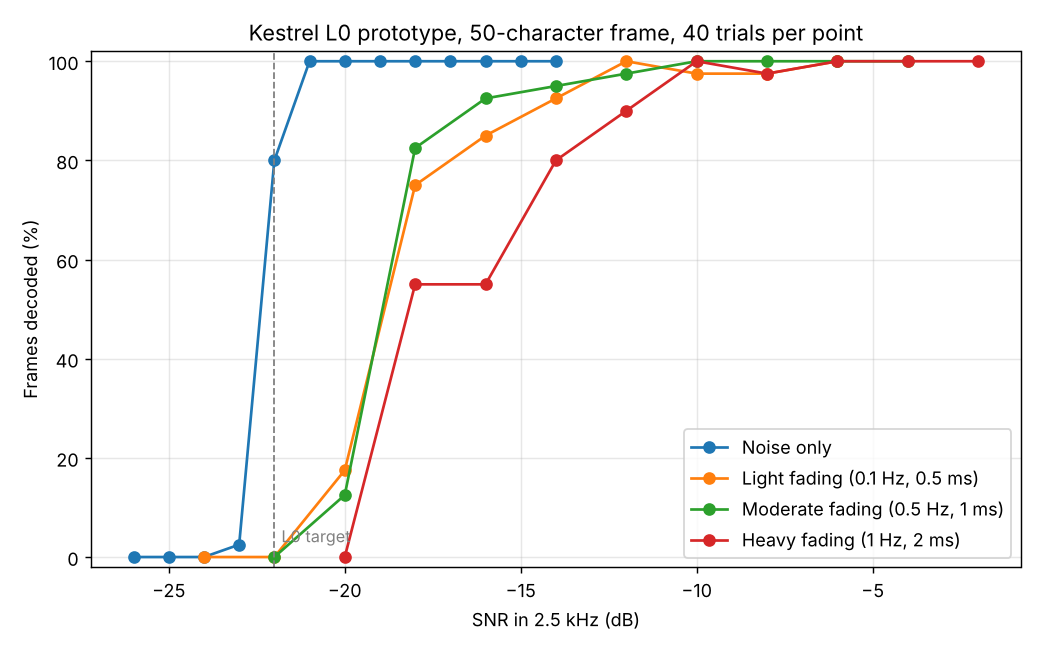 Kestrel L0 prototype, 50-character frame, 40 trials per point
Frames decoded (%)
100
80
60
40
20
0
L0 target
Noise only
Light fading (0.1 Hz, 0.5 ms)
Moderate fading (0.5 Hz, 1 ms)
Heavy fading (1 Hz, 2 ms)
−25 −20 −15 −10 −5
SNR in 2.5 kHz (dB)